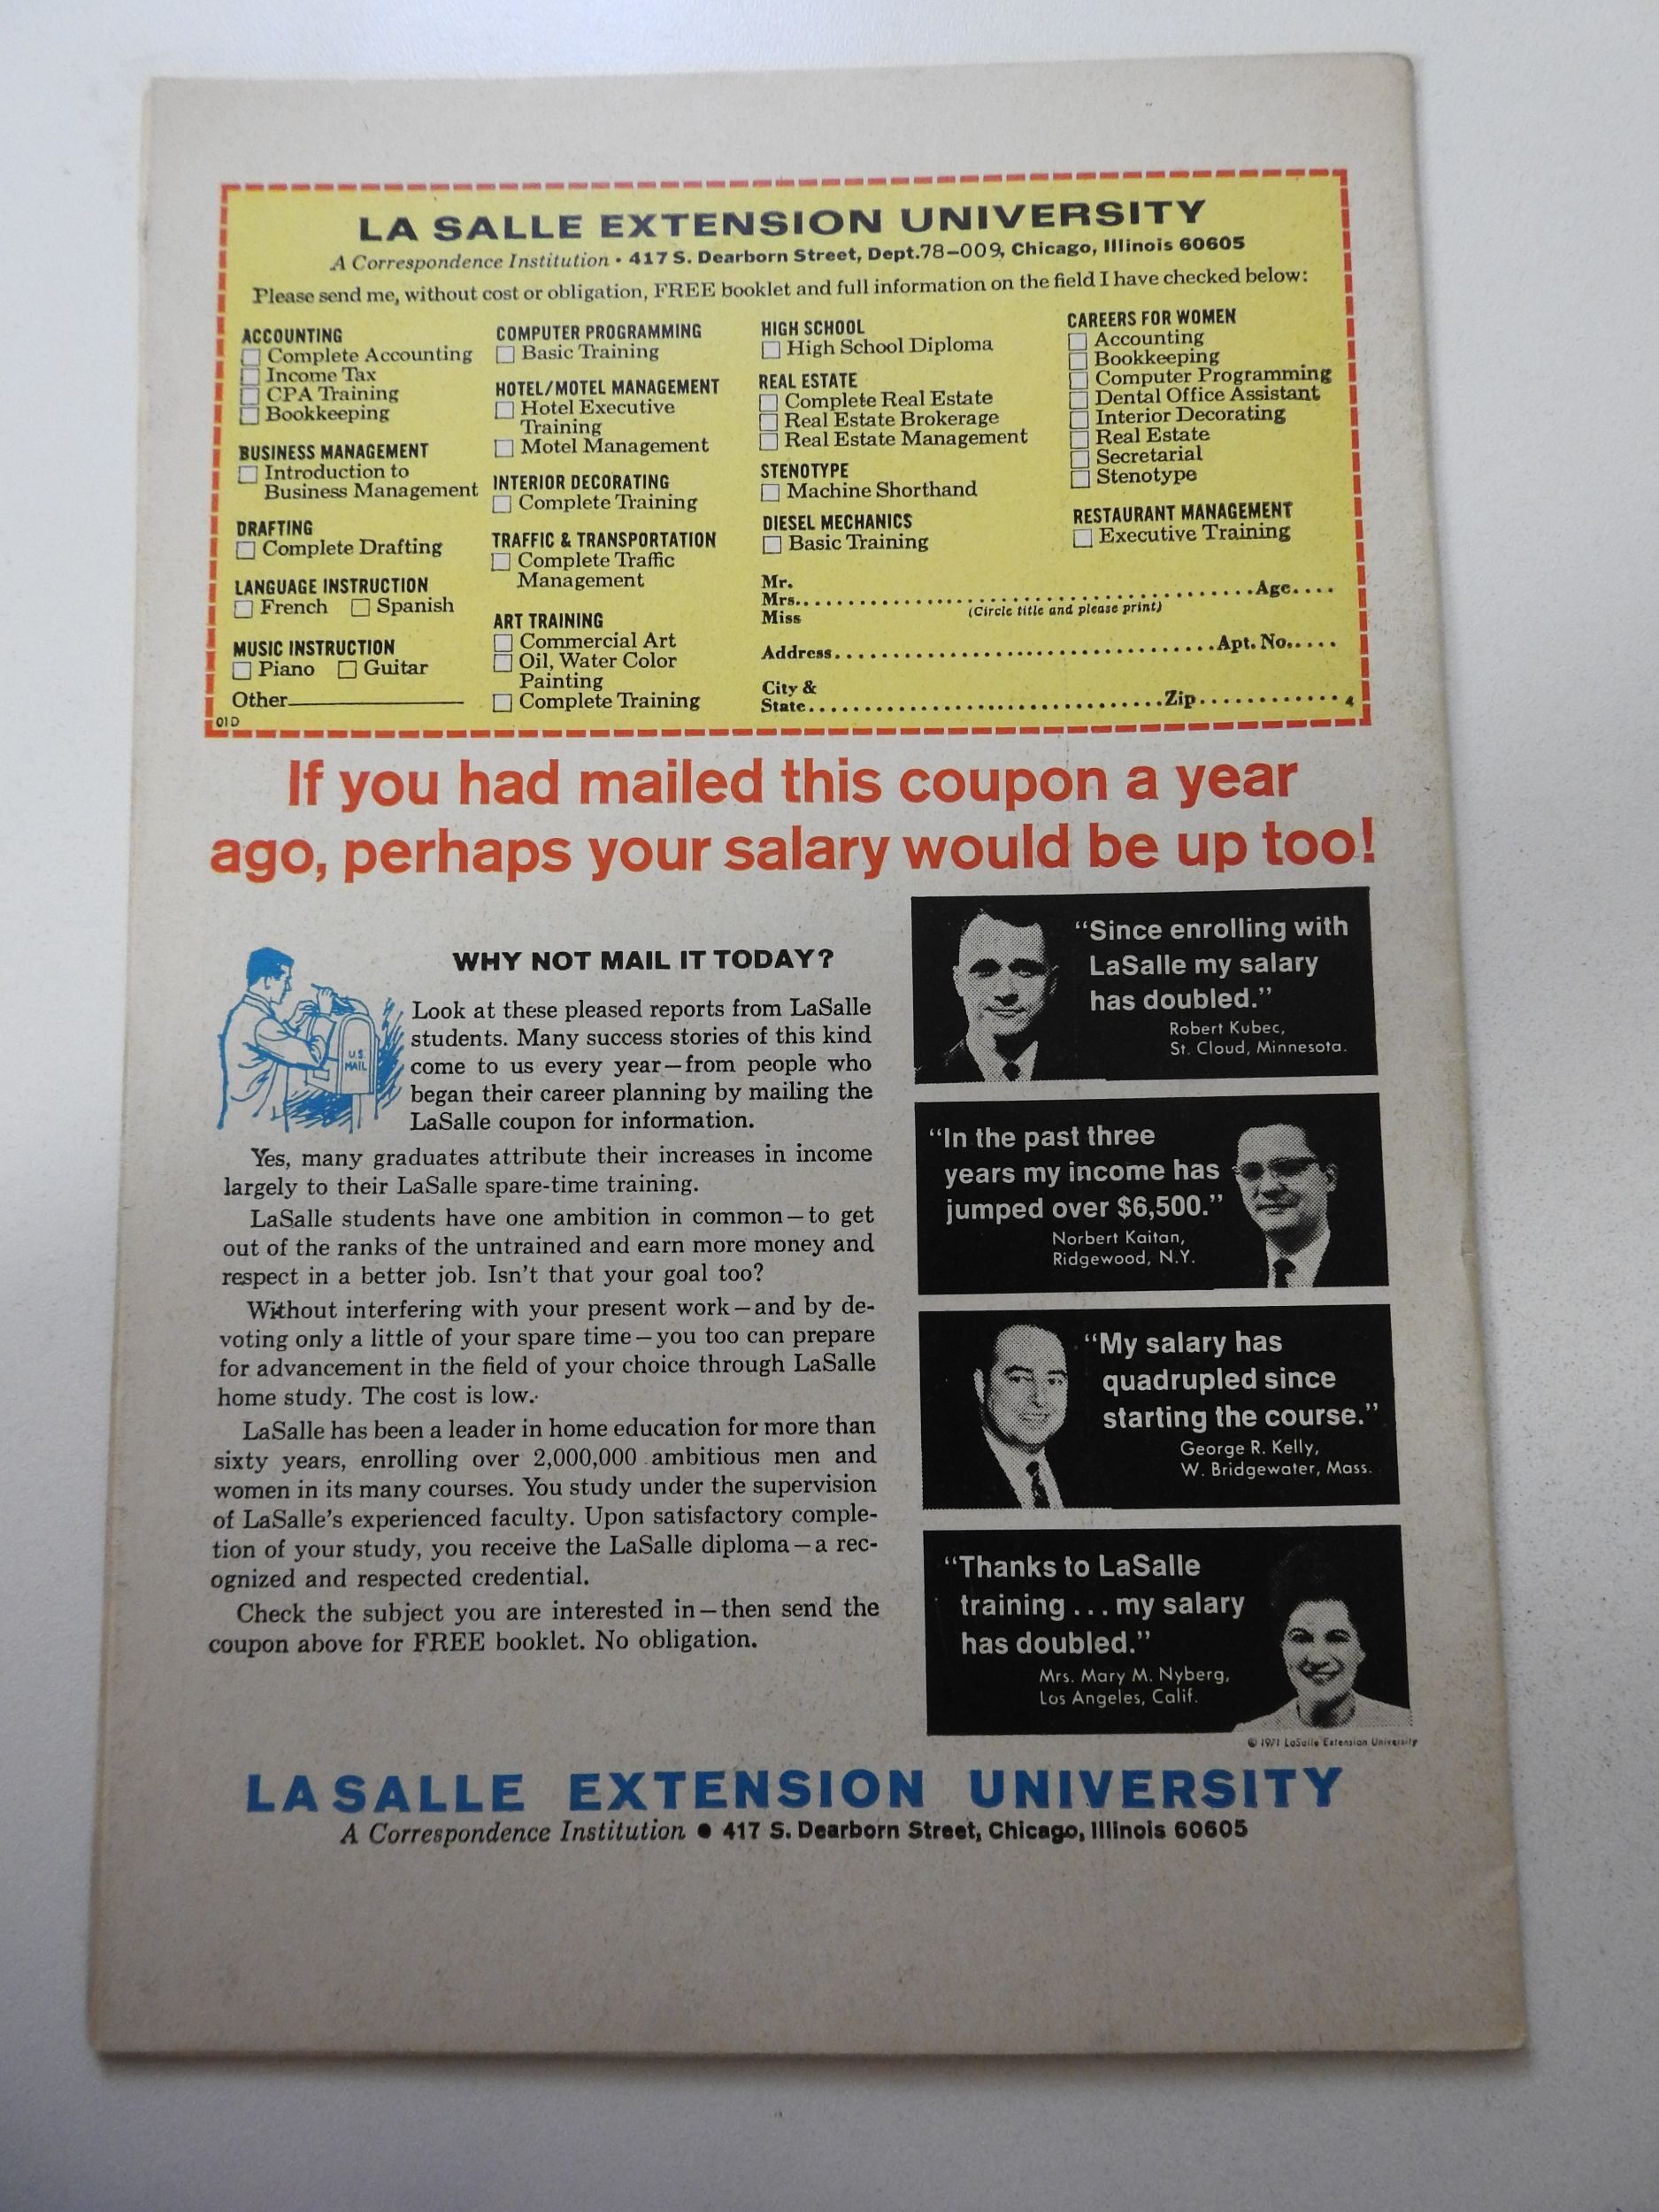 LA SALLE EXTENSION UNIVERSITY
A Correspondence Institution • 417 S. Dearborn Street, Dept.78-009, Chicago, Illinois 60605
Please send me, without cost or obligation, FREE booklet and full information on the field I have checked below:
ACCOUNTING
Complete Accounting
Income Tax
CPA Training
Bookkeeping
BUSINESS MANAGEMENT
Introduction to
Business Management
DRAFTING
Complete Drafting
LANGUAGE INSTRUCTION
French Spanish
MUSIC INSTRUCTION
Piano Guitar
Other
01D
COMPUTER PROGRAMMING
Basic Training
HOTEL/MOTEL MANAGEMENT
Hotel Executive
Training
Motel Management
INTERIOR DECORATING
Complete Training
TRAFFIC & TRANSPORTATION
Complete Traffic
Management
ART TRAINING
Commercial Art
Oil, Water Color
Painting
Complete Training
HIGH SCHOOL
High School Diploma
REAL ESTATE
Complete Real Estate
Real Estate Brokerage
Real Estate Management
STENOTYPE
Machine Shorthand
DIESEL MECHANICS
Basic Training
CAREERS FOR WOMEN
Accounting
Bookkeeping
Computer Programming
Dental Office Assistant
Interior Decorating
Real Estate
Secretarial
Stenotype
RESTAURANT MANAGEMENT
Executive Training
Mr.
Mrs. Age
(Circle title and please print)
Miss
Address Apt. No.
City &
State Zip 4
If you had mailed this coupon a year
ago, perhaps your salary would be up too!
WHY NOT MAIL IT TODAY?
U.S.
MAIL
Look at these pleased reports from LaSalle
students. Many success stories of this kind
come to us every year—from people who
began their career planning by mailing the
LaSalle coupon for information.
Yes, many graduates attribute their increases in income
largely to their LaSalle spare-time training.
LaSalle students have one ambition in common—to get
out of the ranks of the untrained and earn more money and
respect in a better job. Isn't that your goal too?
Without interfering with your present work—and by de-
voting only a little of your spare time—you too can prepare
for advancement in the field of your choice through LaSalle
home study. The cost is low.
LaSalle has been a leader in home education for more than
sixty years, enrolling over 2,000,000 ambitious men and
women in its many courses. You study under the supervision
of LaSalle's experienced faculty. Upon satisfactory comple-
tion of your study, you receive the LaSalle diploma—a rec-
ognized and respected credential.
Check the subject you are interested in—then send the
coupon above for FREE booklet. No obligation.
"Since enrolling with
LaSalle my salary
has doubled."
Robert Kubec,
St. Cloud, Minnesota.
"In the past three
years my income has
jumped over $6,500."
Norbert Kaitan,
Ridgewood, N.Y.
"My salary has
quadrupled since
starting the course."
George R. Kelly,
W. Bridgewater, Mass.
"Thanks to LaSalle
training...my salary
has doubled."
Mrs. Mary M. Nyberg,
Los Angeles, Calif.
© 1971 LaSalle Extension University
LA SALLE EXTENSION UNIVERSITY
A Correspondence Institution • 417 S. Dearborn Street, Chicago, Illinois 60605